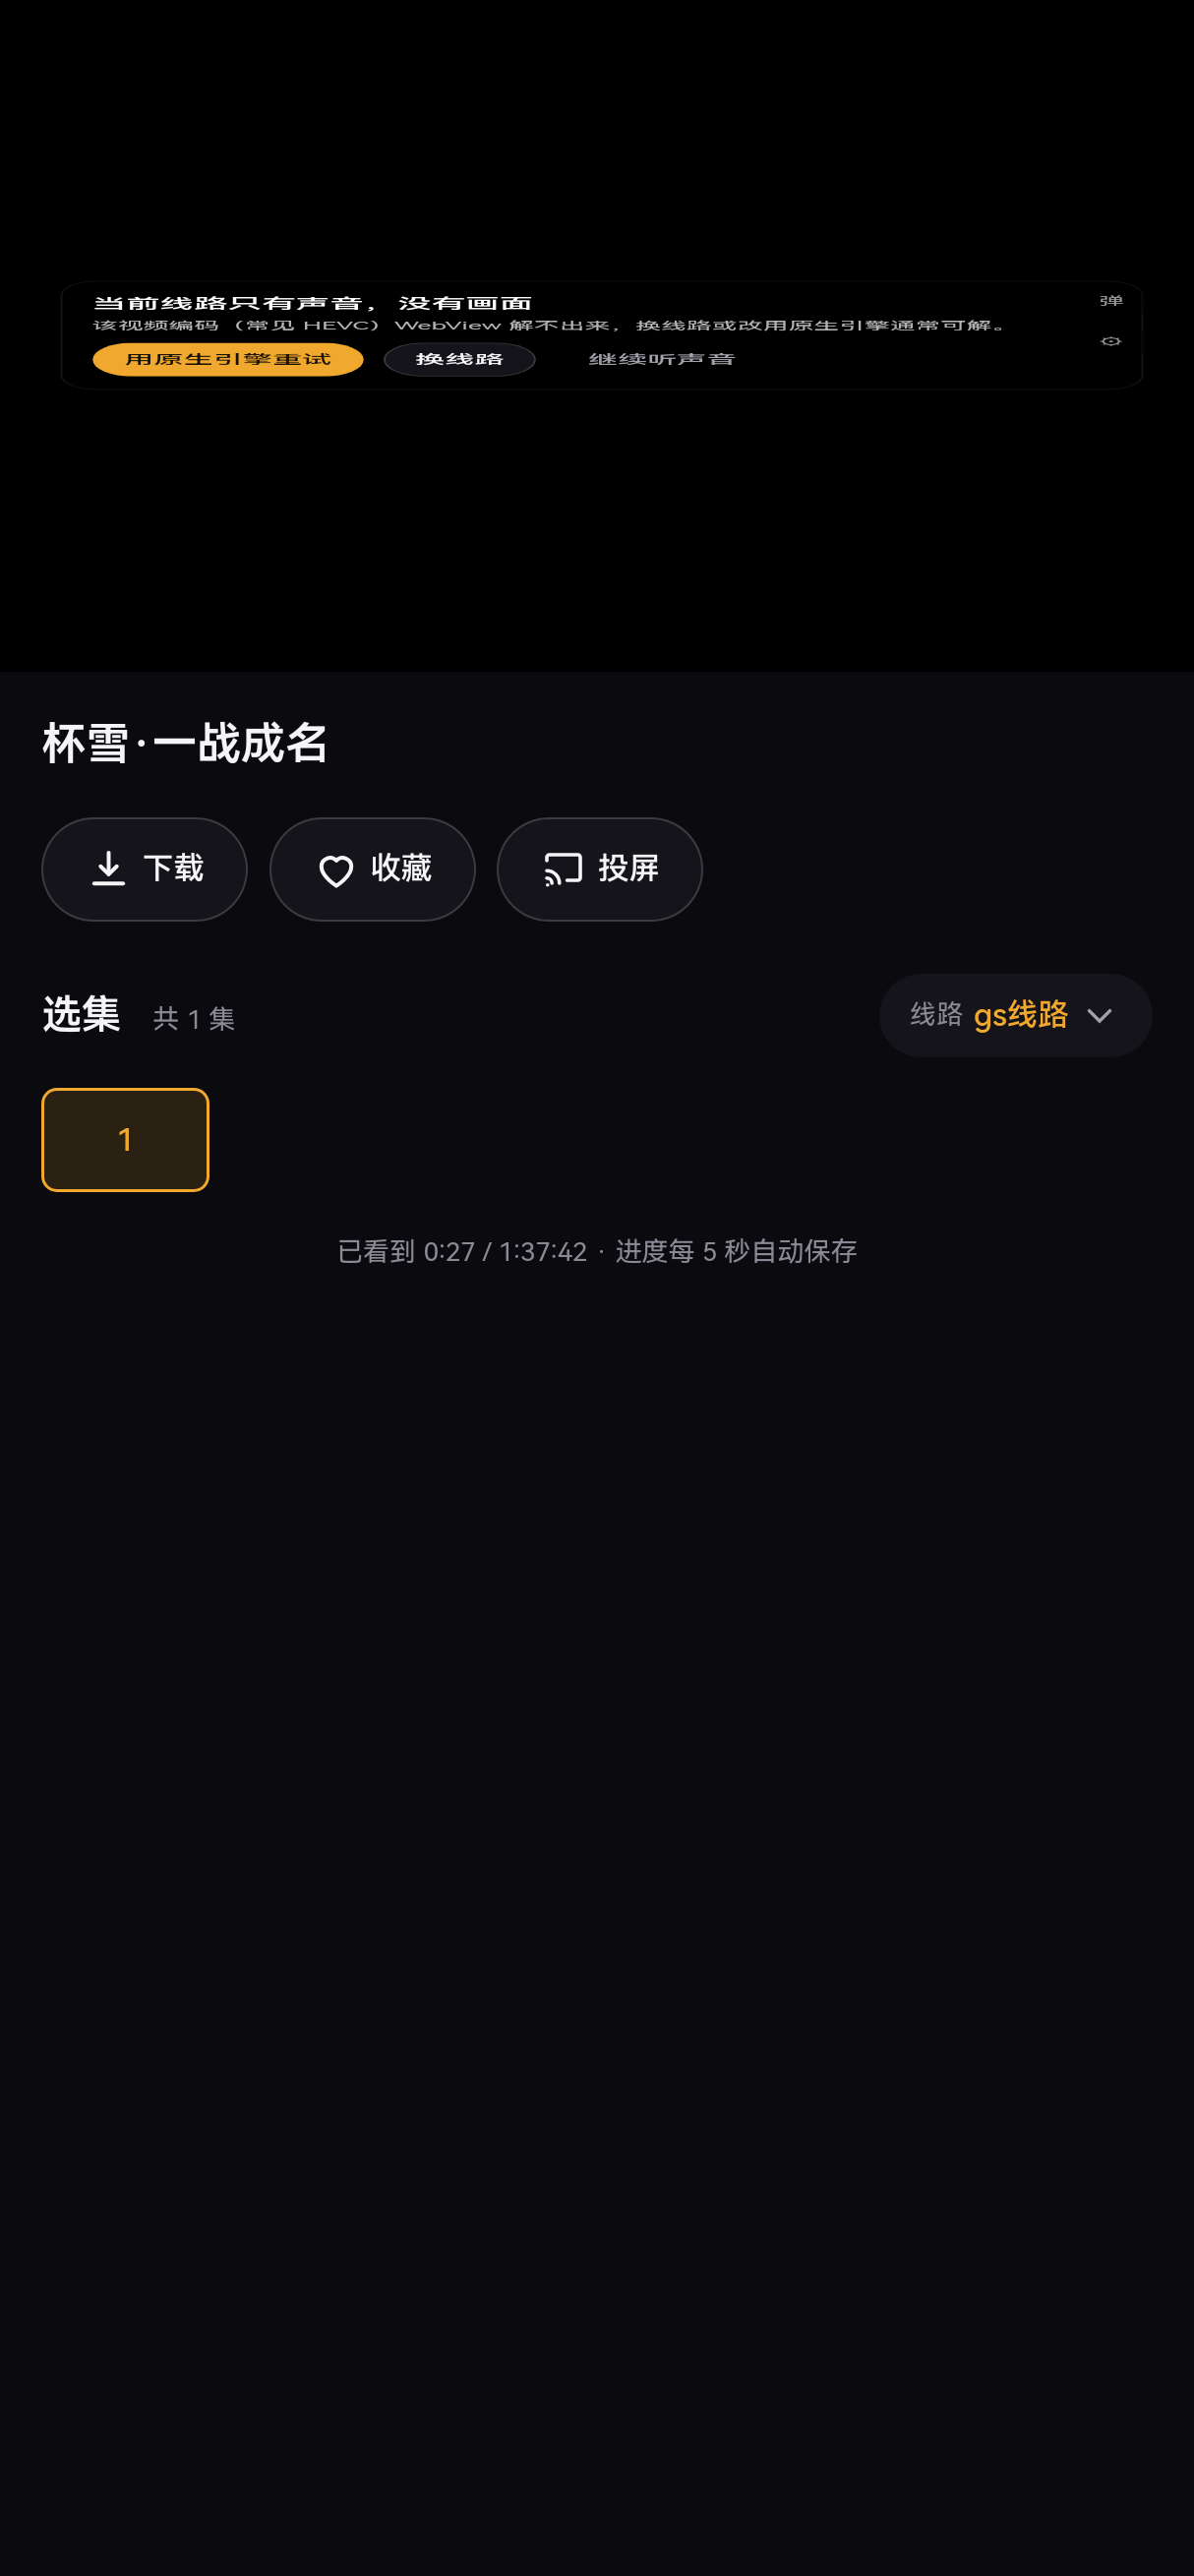 当前线路只有声音，没有画面
弹
该视频编码（常见 HEVC）WebView 解不出来，换线路或改用原生引擎通常可解。
用原生引擎重试 换线路 继续听声音
杯雪·一战成名
下载 收藏 投屏
选集 共 1 集 线路 gs线路
1
已看到 0:27 / 1:37:42 · 进度每 5 秒自动保存